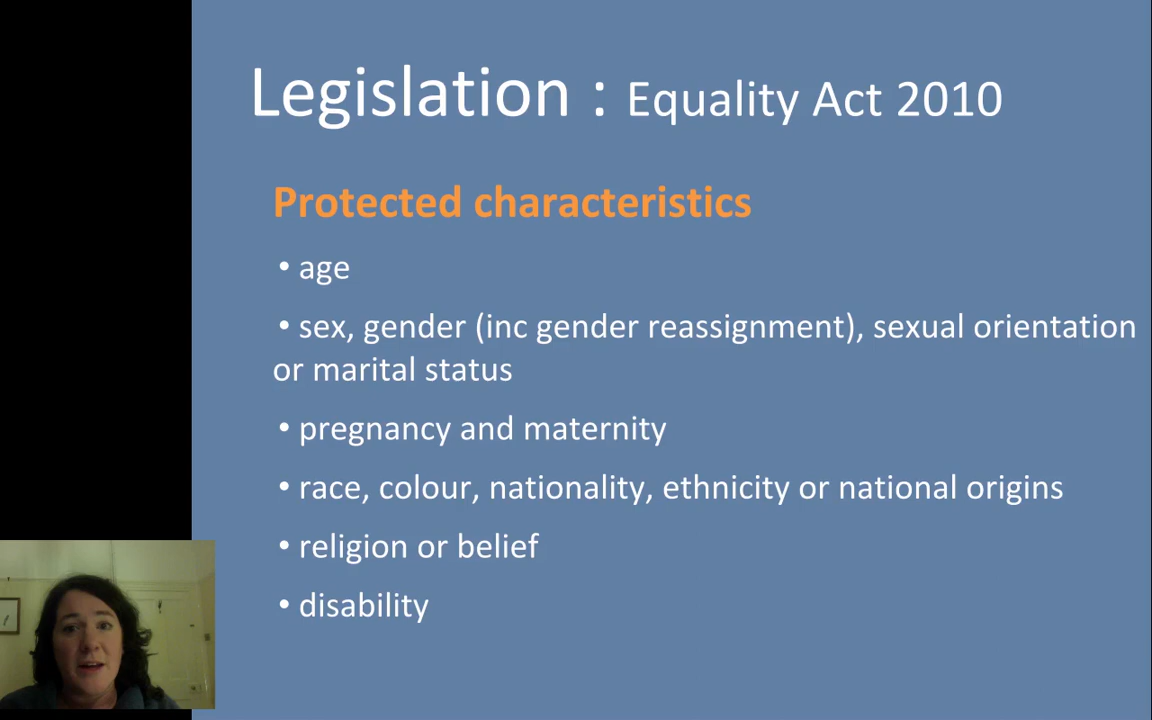 Legislation : Equality Act 2010
Protected characteristics
• age
• sex, gender (inc gender reassignment), sexual orientation
or marital status
• pregnancy and maternity
• race, colour, nationality, ethnicity or national origins
• religion or belief
• disability